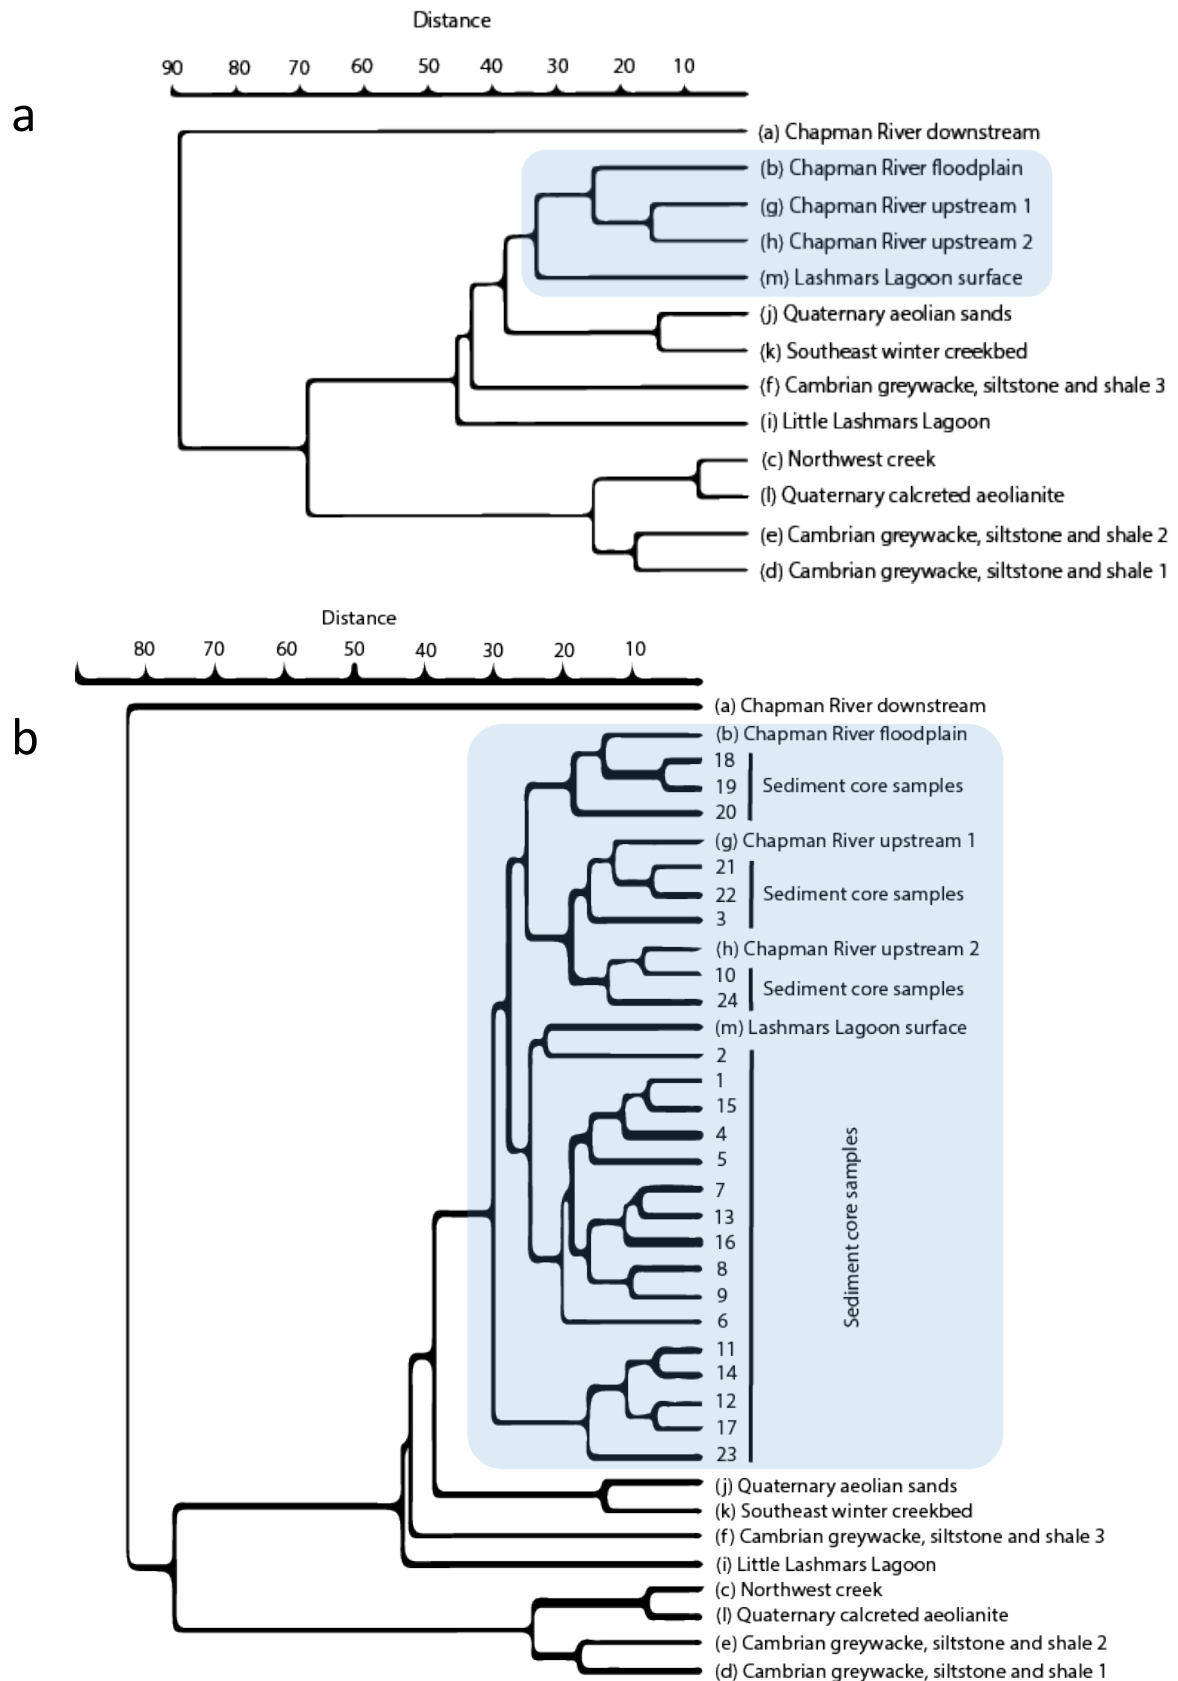 Distance
90 80 70 60 50 40 30 20 10
a
(a) Chapman River downstream
(b) Chapman River floodplain
(g) Chapman River upstream 1
(h) Chapman River upstream 2
(m) Lashmars Lagoon surface
(j) Quaternary aeolian sands
(k) Southeast winter creekbed
(f) Cambrian greywacke, siltstone and shale 3
(i) Little Lashmars Lagoon
(c) Northwest creek
(l) Quaternary calcreted aeolianite
(e) Cambrian greywacke, siltstone and shale 2
(d) Cambrian greywacke, siltstone and shale 1
Distance
80 70 60 50 40 30 20 10
b
(a) Chapman River downstream
(b) Chapman River floodplain
18
19 Sediment core samples
20
(g) Chapman River upstream 1
21
22 Sediment core samples
3
(h) Chapman River upstream 2
10
24 Sediment core samples
(m) Lashmars Lagoon surface
2
1
15
4
5
7
13
16
8
9
6
11
14
12
17
23
Sediment core samples
(j) Quaternary aeolian sands
(k) Southeast winter creekbed
(f) Cambrian greywacke, siltstone and shale 3
(i) Little Lashmars Lagoon
(c) Northwest creek
(l) Quaternary calcreted aeolianite
(e) Cambrian greywacke, siltstone and shale 2
(d) Cambrian greywacke, siltstone and shale 1